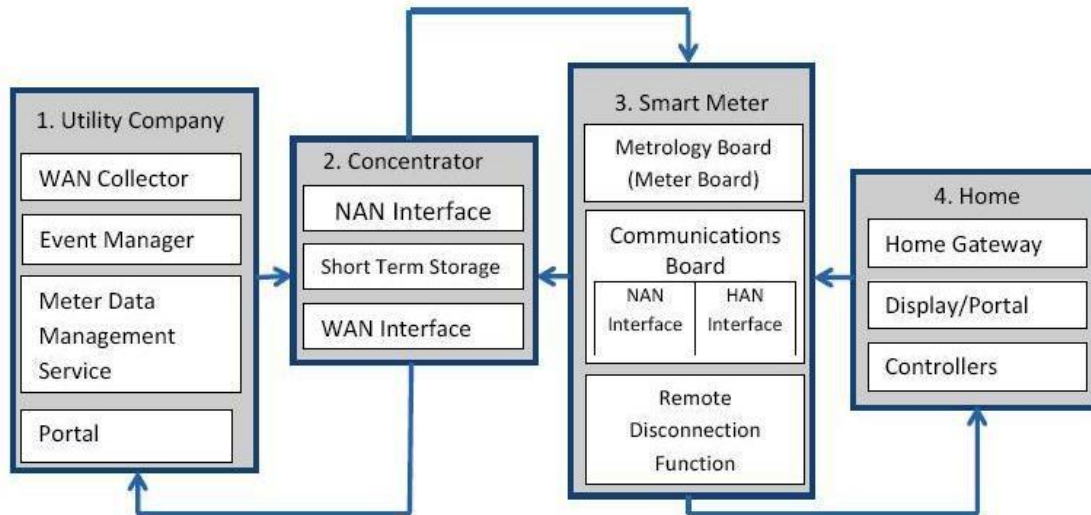 1. Utility Company
WAN Collector
Event Manager
Meter Data
Management
Service
Portal
2. Concentrator
NAN Interface
Short Term Storage
WAN Interface
3. Smart Meter
Metrology Board
(Meter Board)
Communications
Board
NAN
Interface
HAN
Interface
Remote
Disconnection
Function
4. Home
Home Gateway
Display/Portal
Controllers